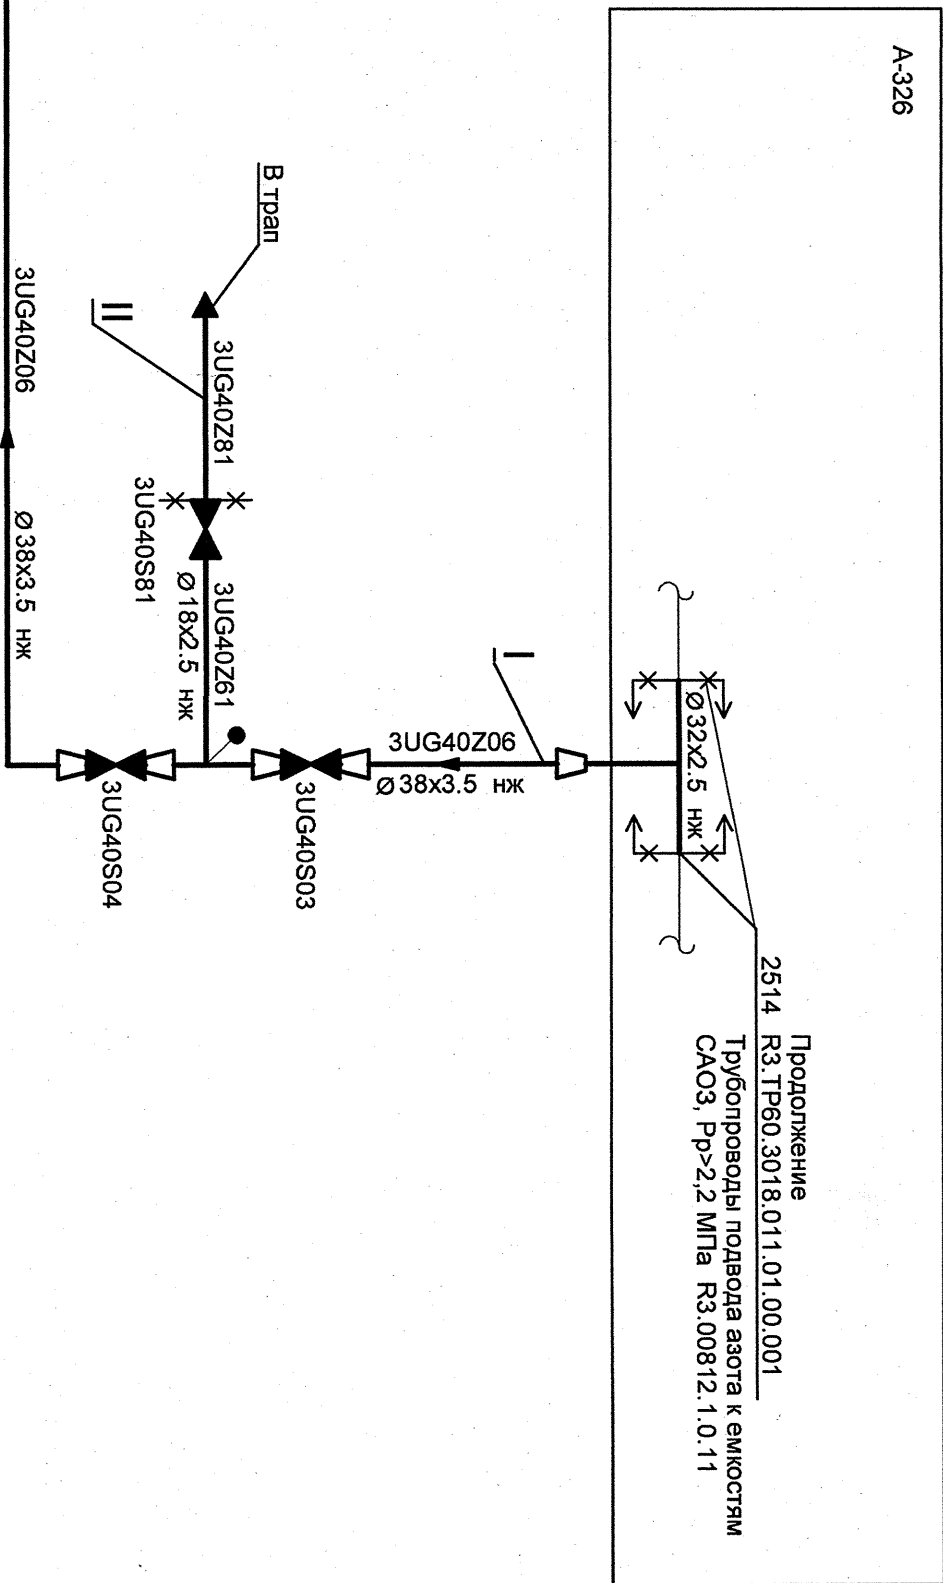 А-326
Продолжение
2514 R3.TP60.3018.011.01.00.001
Трубопроводы подвода азота к емкостям
САОЗ, Рр>2,2 МПа R3.00812.1.0.11
Ø32x2.5 нж
I
3UG40Z06
Ø38x3.5 нж
3UG40S03
В трап
3UG40Z81
3UG40Z61
Ø18x2.5 нж
3UG40S81
II
3UG40S04
3UG40Z06
Ø38x3.5 нж